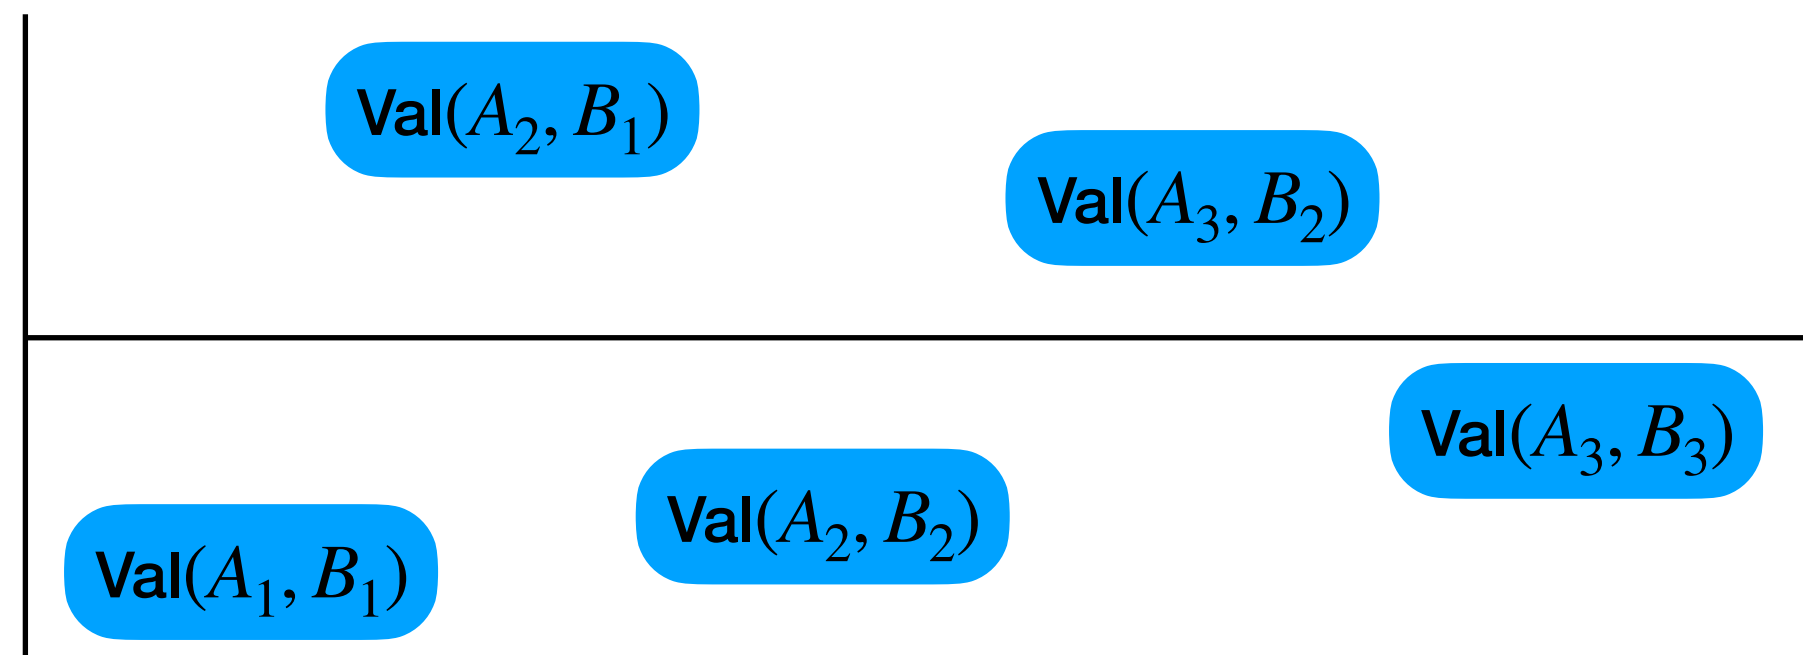 Val(A₂, B₁)
Val(A₃, B₂)
Val(A₃, B₃)
Val(A₂, B₂)
Val(A₁, B₁)